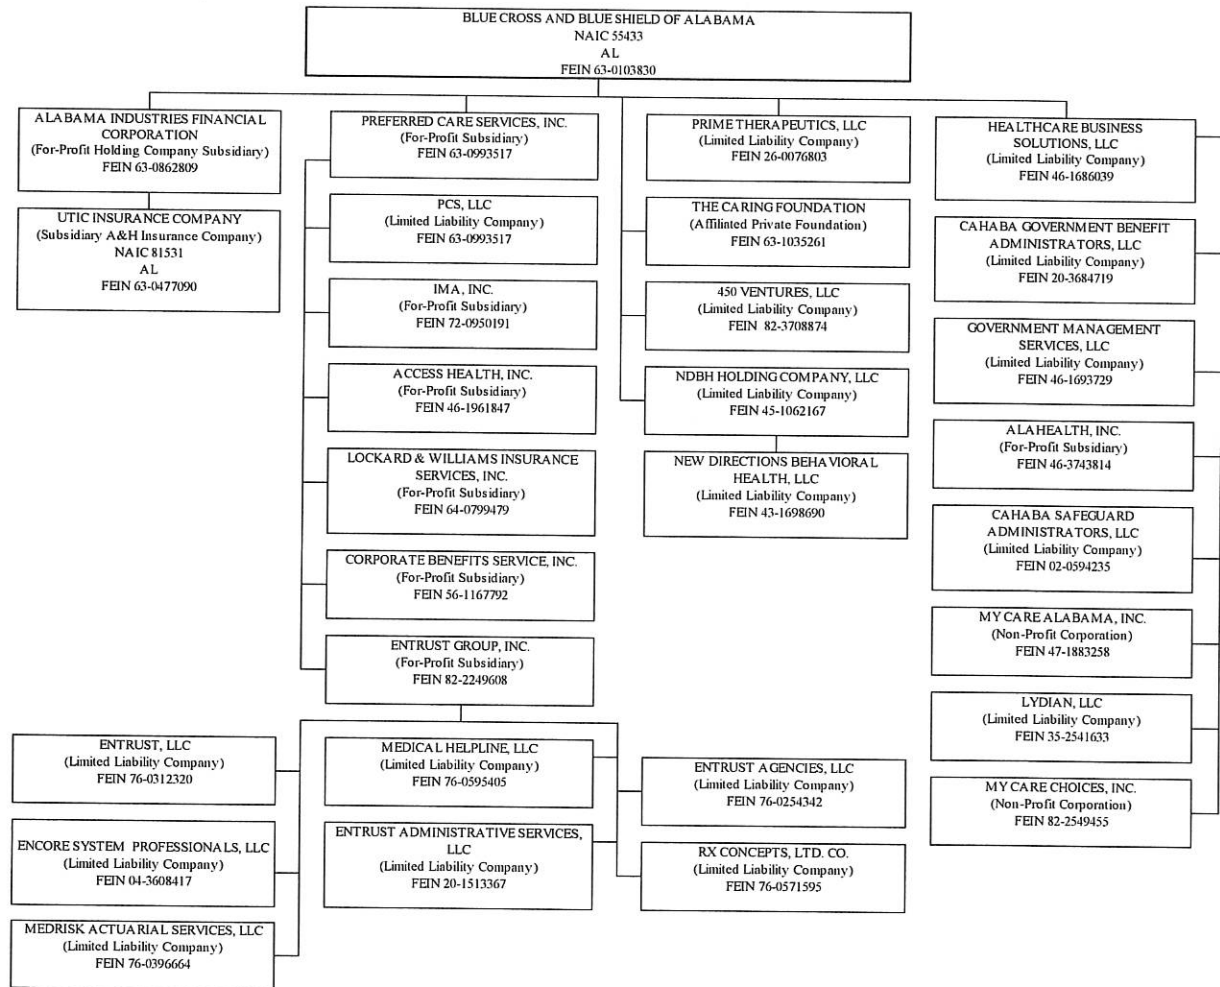 BLUE CROSS AND BLUE SHIELD OF ALABAMA
NAIC 55433
AL
FEIN 63-0103830
ALABAMA INDUSTRIES FINANCIAL
CORPORATION
(For-Profit Holding Company Subsidiary)
FEIN 63-0862809
UTIC INSURANCE COMPANY
(Subsidiary A&H Insurance Company)
NAIC 81531
AL
FEIN 63-0477090
PREFERRED CARE SERVICES, INC.
(For-Profit Subsidiary)
FEIN 63-0993517
PCS, LLC
(Limited Liability Company)
FEIN 63-0993517
IMA, INC.
(For-Profit Subsidiary)
FEIN 72-0950191
ACCESS HEALTH, INC.
(For-Profit Subsidiary)
FEIN 46-1961847
LOCKARD & WILLIAMS INSURANCE
SERVICES, INC.
(For-Profit Subsidiary)
FEIN 64-0799479
CORPORATE BENEFITS SERVICE, INC.
(For-Profit Subsidiary)
FEIN 56-1167792
ENTRUST GROUP, INC.
(For-Profit Subsidiary)
FEIN 82-2249608
PRIME THERAPEUTICS, LLC
(Limited Liability Company)
FEIN 26-0076803
THE CARING FOUNDATION
(Affilinted Private Foundation)
FEIN 63-1035261
450 VENTURES, LLC
(Limited Liability Company)
FEIN 82-3708874
NDBH HOLDING COMPANY, LLC
(Limited Liability Company)
FEIN 45-1062167
NEW DIRECTIONS BEHAVIORAL
HEALTH, LLC
(Limited Liability Company)
FEIN 43-1698690
HEALTHCARE BUSINESS
SOLUTIONS, LLC
(Limited Liability Company)
FEIN 46-1686039
CAHABA GOVERNMENT BENEFIT
ADMINISTRATORS, LLC
(Limited Liability Company)
FEIN 20-3684719
GOVERNMENT MANAGEMENT
SERVICES, LLC
(Limited Liability Company)
FEIN 46-1693729
ALAHEALTH, INC.
(For-Profit Subsidiary)
FEIN 46-3743814
CAHABA SAFEGUARD
ADMINISTRATORS, LLC
(Limited Liability Company)
FEIN 02-0594235
MY CARE ALABAMA, INC.
(Non-Profit Corporation)
FEIN 47-1883258
LYDIAN, LLC
(Limited Liability Company)
FEIN 35-2541633
MY CARE CHOICES, INC.
(Non-Profit Corporation)
FEIN 82-2549455
ENTRUST, LLC
(Limited Liability Company)
FEIN 76-0312320
ENCORE SYSTEM PROFESSIONALS, LLC
(Limited Liability Company)
FEIN 04-3608417
MEDRISK ACTUARIAL SERVICES, LLC
(Limited Liability Company)
FEIN 76-0396664
MEDICAL HELPLINE, LLC
(Limited Liability Company)
FEIN 76-0595405
ENTRUST ADMINISTRATIVE SERVICES,
LLC
(Limited Liability Company)
FEIN 20-1513367
ENTRUST AGENCIES, LLC
(Limited Liability Company)
FEIN 76-0254342
RX CONCEPTS, LTD. CO.
(Limited Liability Company)
FEIN 76-0571595